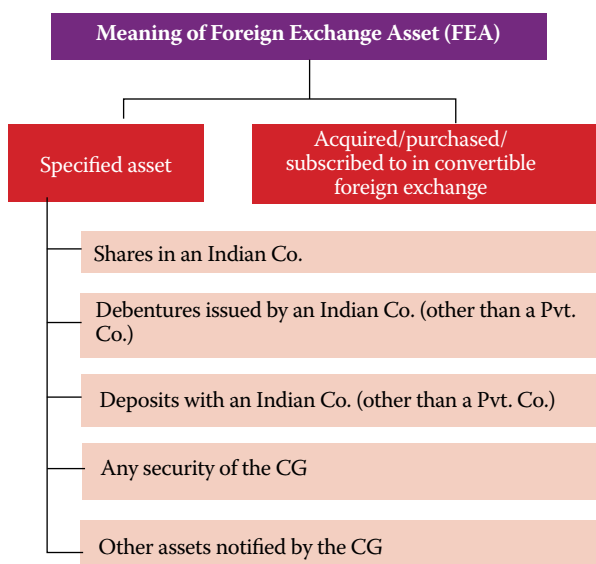 Meaning of Foreign Exchange Asset (FEA)
Specified asset
Acquired/purchased/
subscribed to in convertible
foreign exchange
Shares in an Indian Co.
Debentures issued by an Indian Co. (other than a Pvt.
Co.)
Deposits with an Indian Co. (other than a Pvt. Co.)
Any security of the CG
Other assets notified by the CG